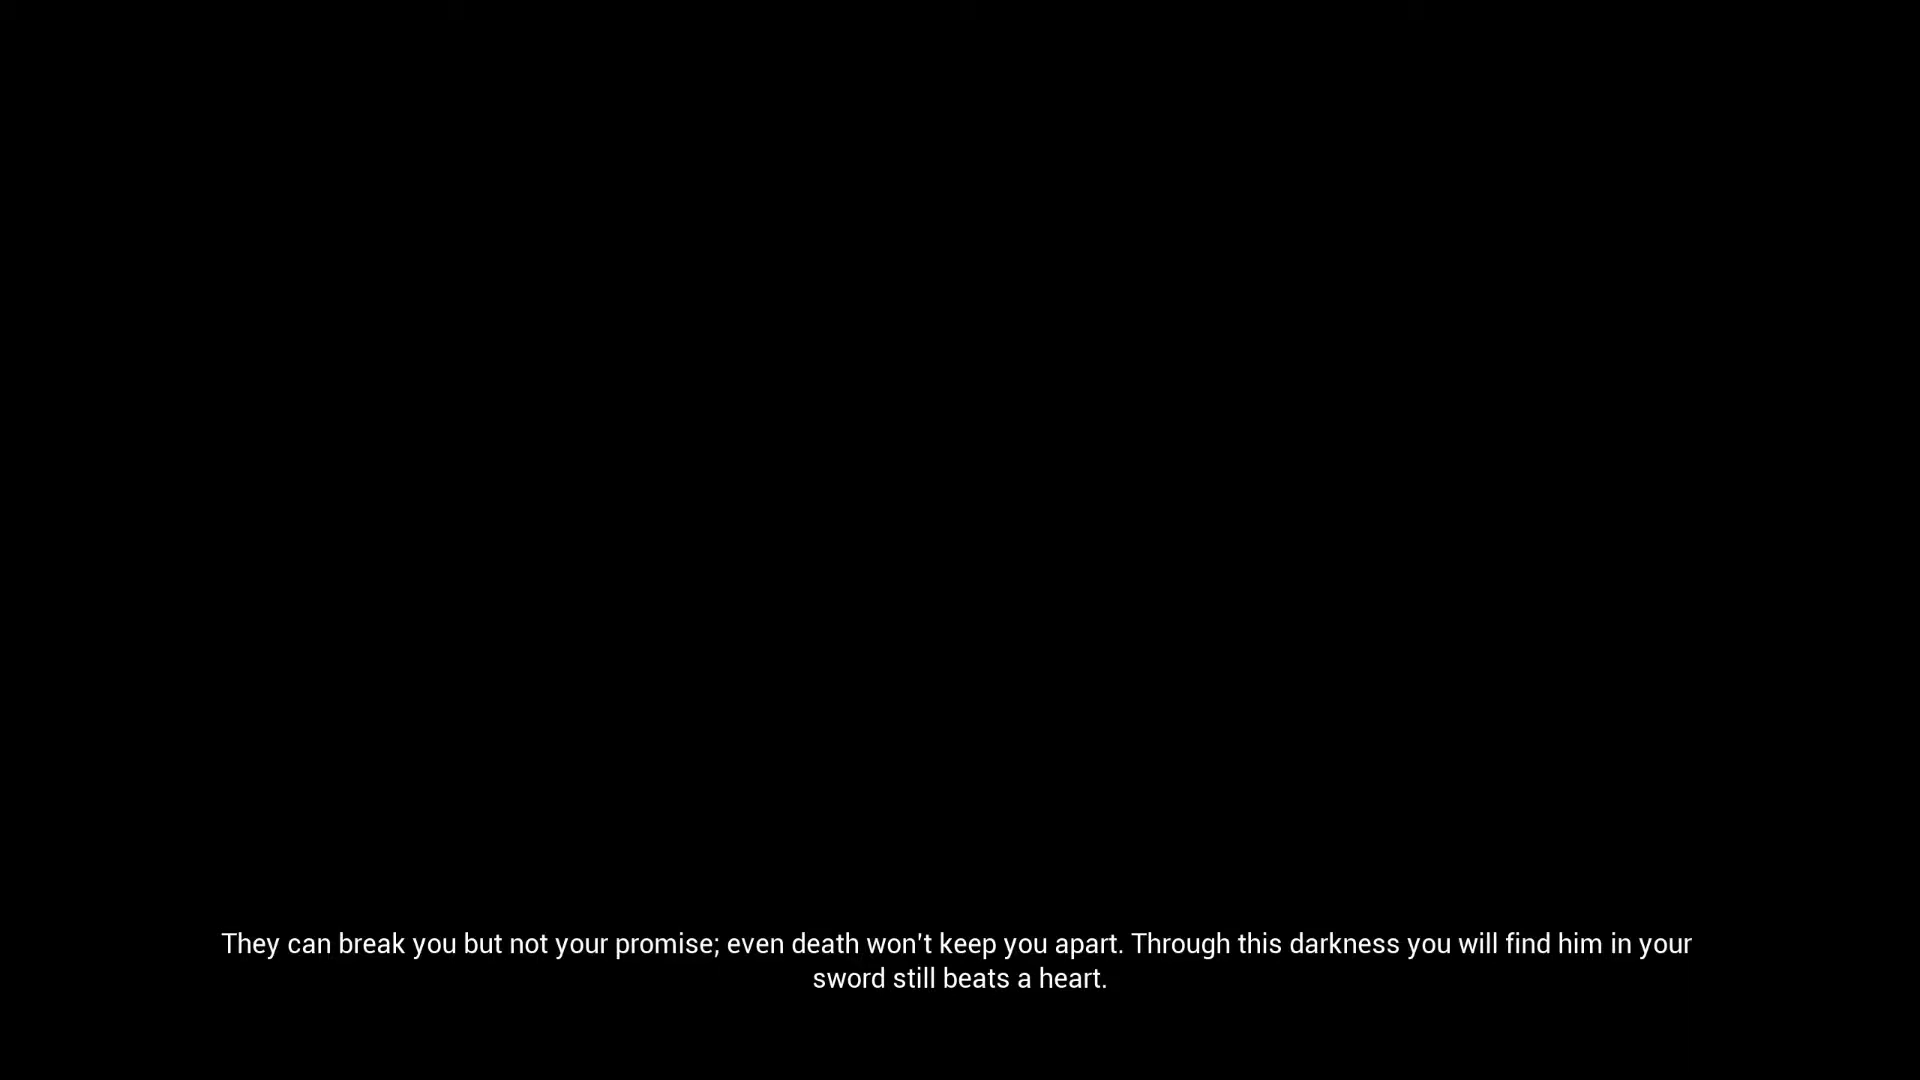 They can break you but not your promise; even death won't keep you apart. Through this darkness you will find him in your
sword still beats a heart.